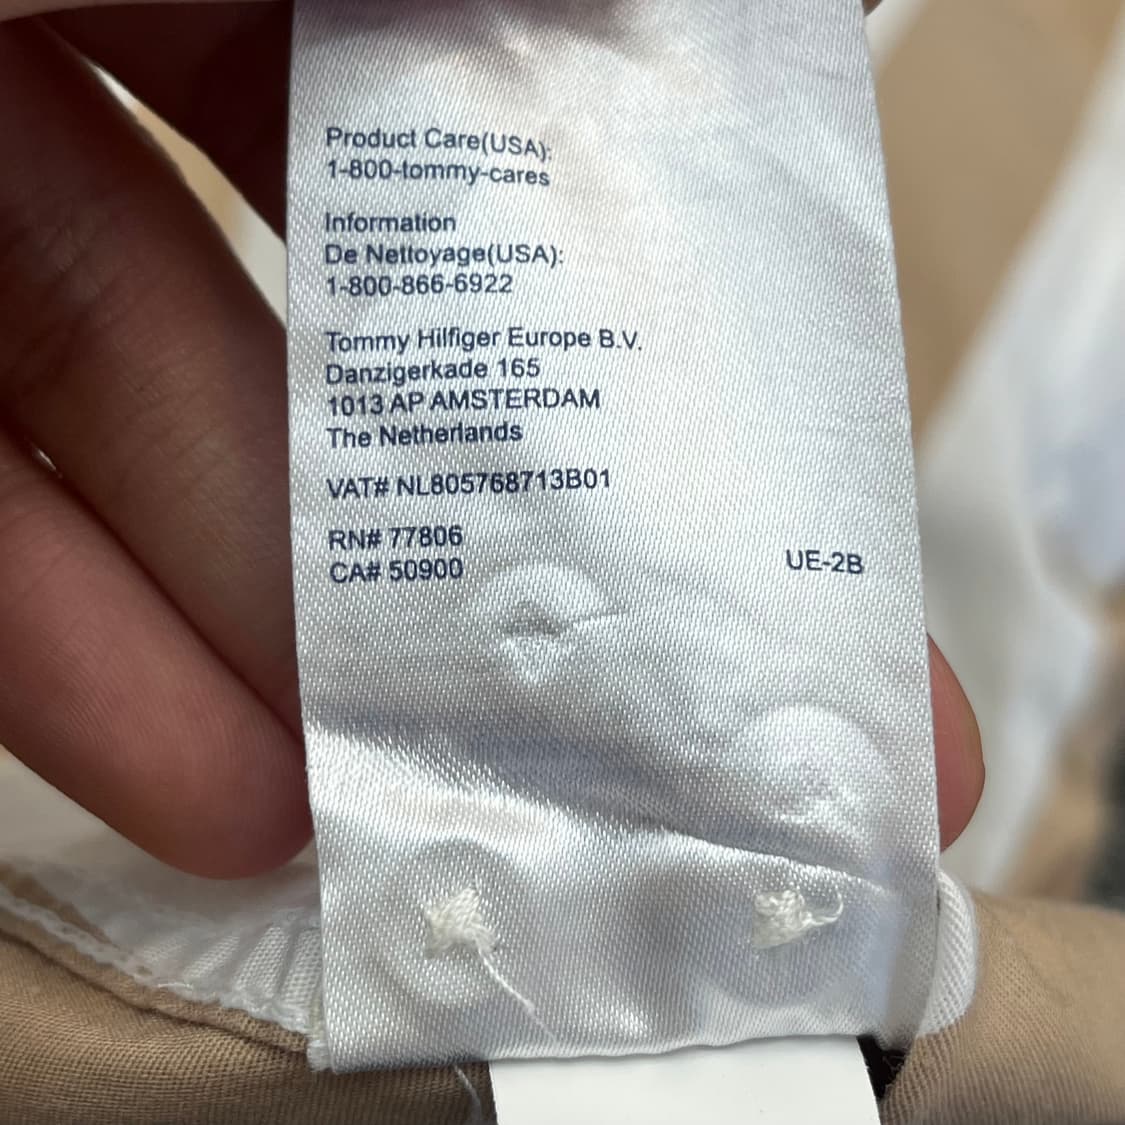 Product Care(USA):
1-800-tommy-cares
Information
De Nettoyage(USA):
1-800-866-6922
Tommy Hilfiger Europe B.V.
Danzigerkade 165
1013 AP AMSTERDAM
The Netherlands
VAT# NL805768713B01
RN# 77806
CA# 50900
UE-2B